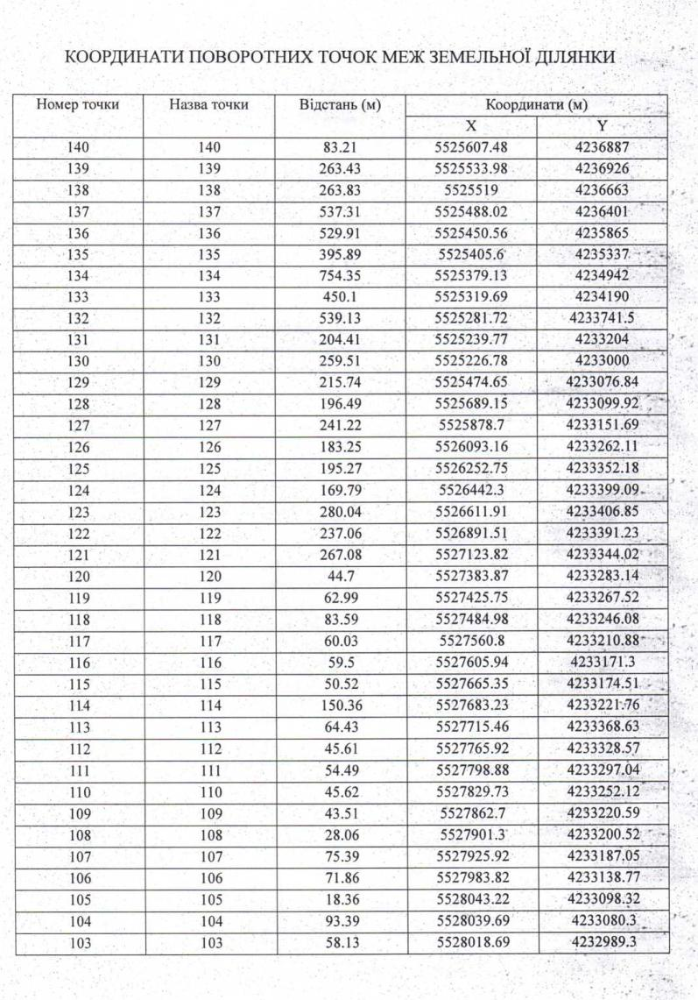 КООРДИНАТИ ПОВОРОТНИХ ТОЧОК МЕЖ ЗЕМЕЛЬНОЇ ДІЛЯНКИ
Номер точки Назва точки Відстань (м) Координати (м)
X Y
140 140 83.21 5525607.48 4236887
139 139 263.43 5525533.98 4236926
138 138 263.83 5525519 4236663
137 137 537.31 5525488.02 4236401
136 136 529.91 5525450.56 4235865
135 135 395.89 5525405.6 4235337
134 134 754.35 5525379.13 4234942
133 133 450.1 5525319.69 4234190
132 132 539.13 5525281.72 4233741.5
131 131 204.41 5525239.77 4233204
130 130 259.51 5525226.78 4233000
129 129 215.74 5525474.65 4233076.84
128 128 196.49 5525689.15 4233099.92
127 127 241.22 5525878.7 4233151.69
126 126 183.25 5526093.16 4233262.11
125 125 195.27 5526252.75 4233352.18
124 124 169.79 5526442.3 4233399.09
123 123 280.04 5526611.91 4233406.85
122 122 237.06 5526891.51 4233391.23
121 121 267.08 5527123.82 4233344.02
120 120 44.7 5527383.87 4233283.14
119 119 62.99 5527425.75 4233267.52
118 118 83.59 5527484.98 4233246.08
117 117 60.03 5527560.8 4233210.88
116 116 59.5 5527605.94 4233171.3
115 115 50.52 5527665.35 4233174.51
114 114 150.36 5527683.23 4233221.76
113 113 64.43 5527715.46 4233368.63
112 112 45.61 5527765.92 4233328.57
111 111 54.49 5527798.88 4233297.04
110 110 45.62 5527829.73 4233252.12
109 109 43.51 5527862.7 4233220.59
108 108 28.06 5527901.3 4233200.52
107 107 75.39 5527925.92 4233187.05
106 106 71.86 5527983.82 4233138.77
105 105 18.36 5528043.22 4233098.32
104 104 93.39 5528039.69 4233080.3
103 103 58.13 5528018.69 4232989.3